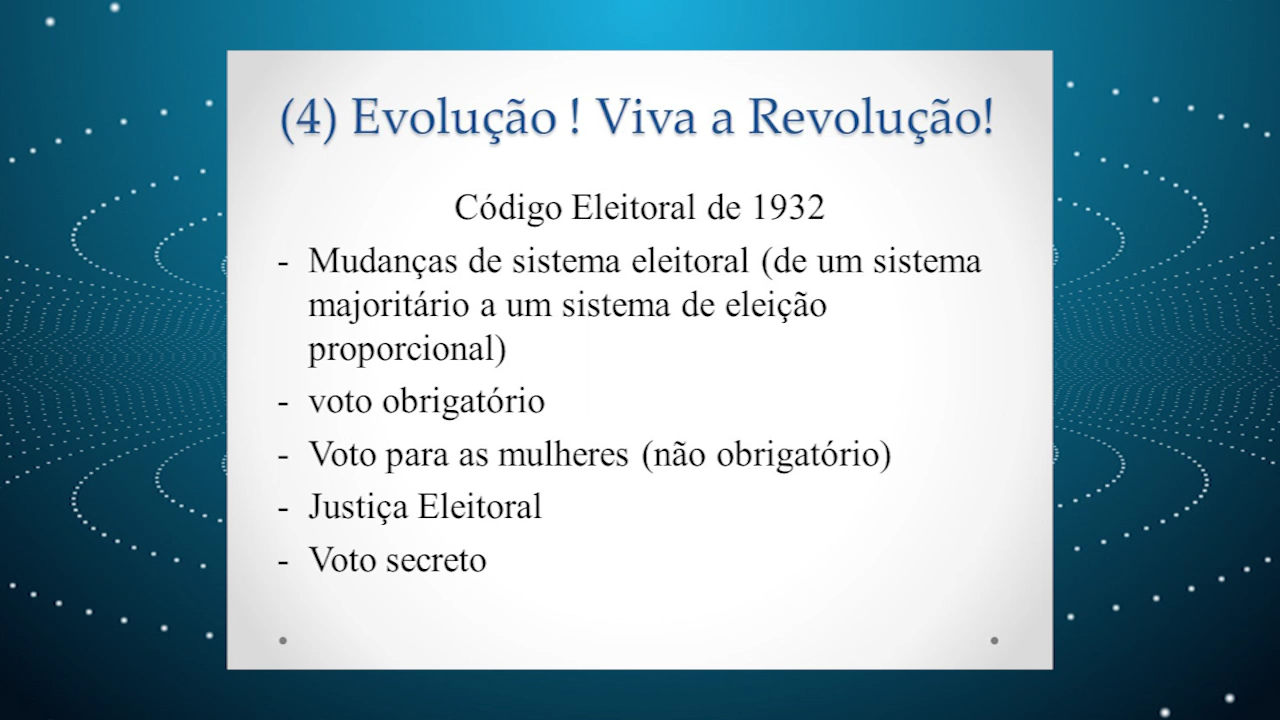 (4) Evolução ! Viva a Revolução!
Código Eleitoral de 1932
- Mudanças de sistema eleitoral (de um sistema
majoritário a um sistema de eleição
proporcional)
- voto obrigatório
- Voto para as mulheres (não obrigatório)
- Justiça Eleitoral
- Voto secreto